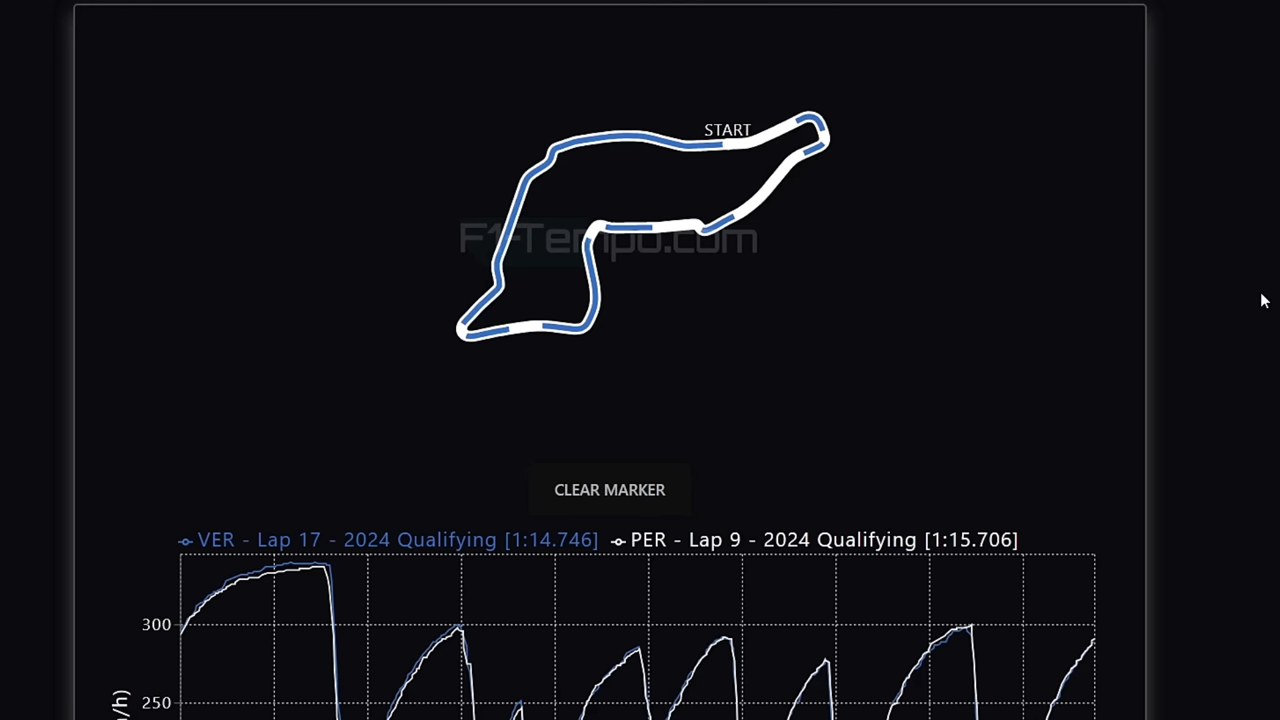 START
F1-Tempo.com
CLEAR MARKER
VER - Lap 17 - 2024 Qualifying [1:14.746] PER - Lap 9 - 2024 Qualifying [1:15.706]
300
250